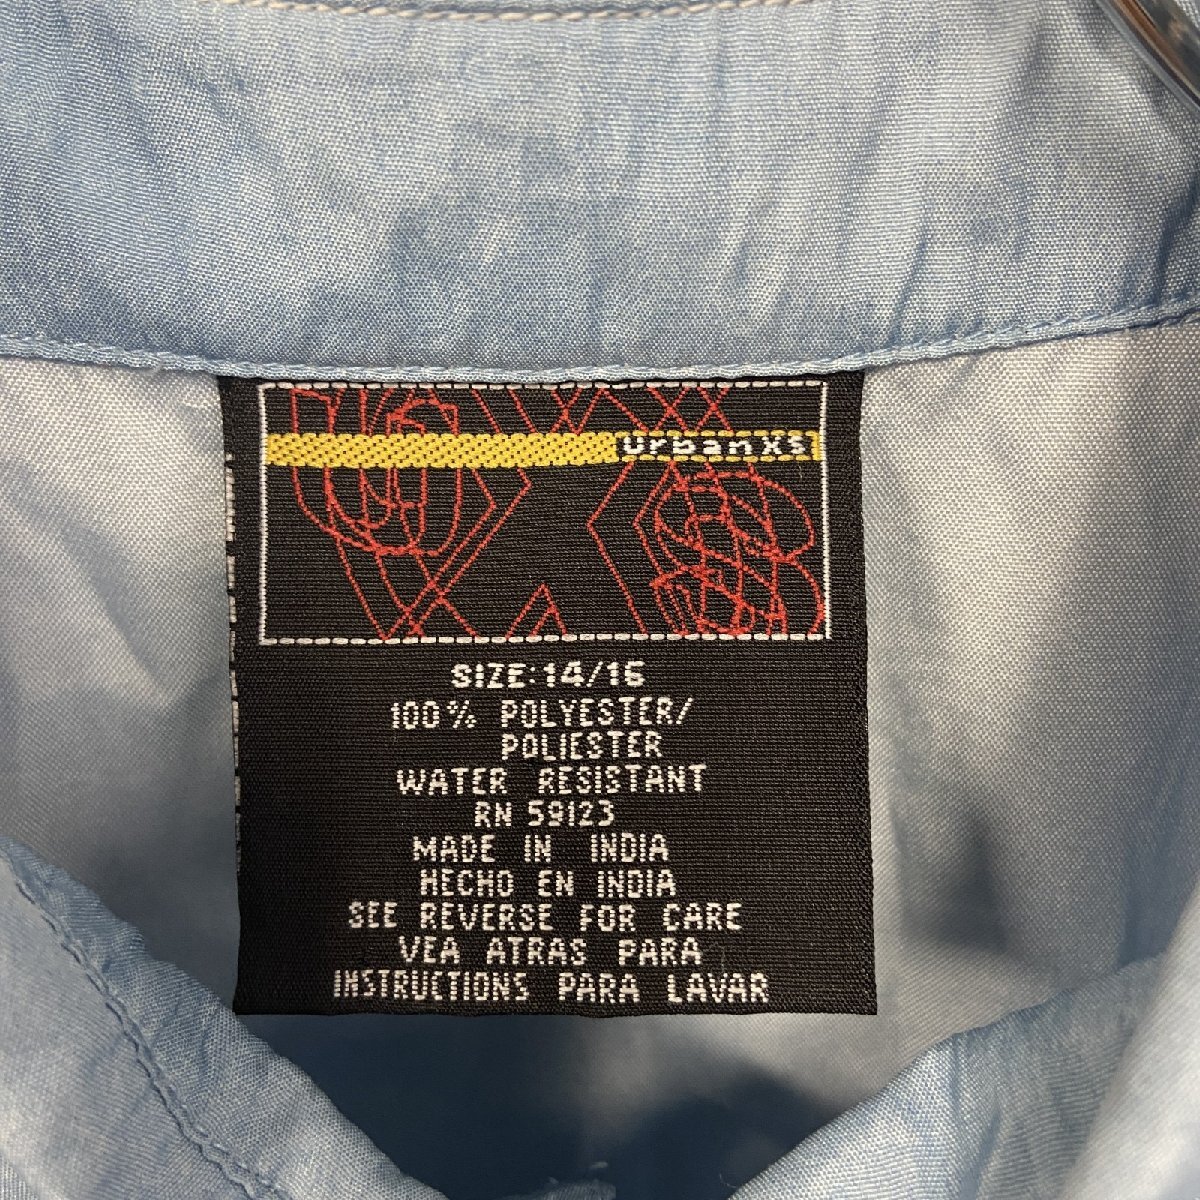 UrbanXS
SIZE:14/16
100% POLYESTER/
POLIESTER
WATER RESISTANT
RN 59123
MADE IN INDIA
HECHO EN INDIA
SEE REVERSE FOR CARE
VEA ATRAS PARA
INSTRUCTIONS PARA LAVAR